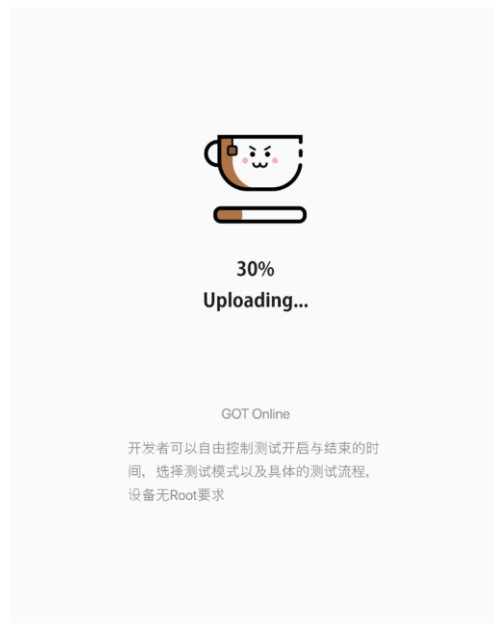 30%
Uploading...
GOT Online
开发者可以自由控制测试开启与结束的时
间，选择测试模式以及具体的测试流程,
设备无Root要求